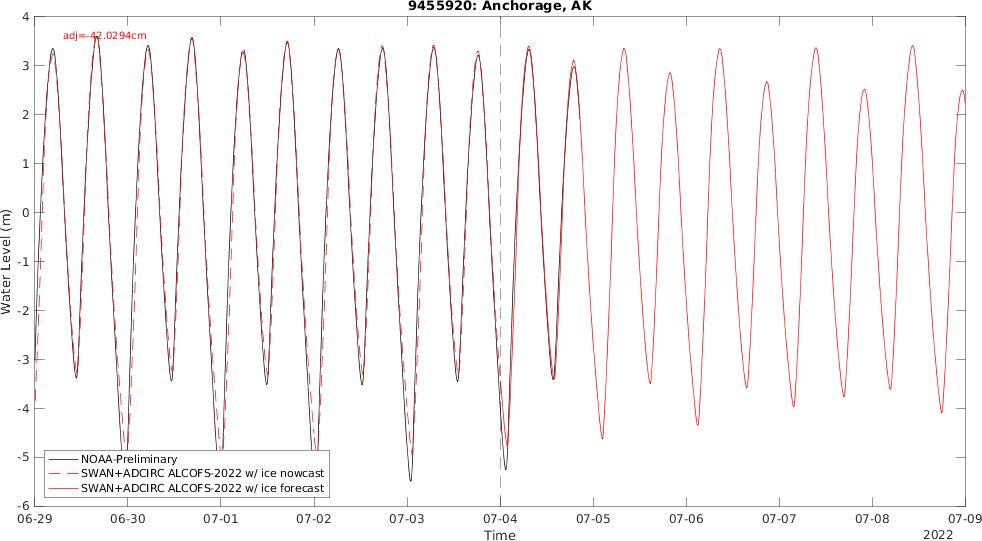 9455920: Anchorage, AK
adj=-42.0294cm
4
3
2
1
0
-1
-2
-3
-4
-5
-6
Water Level (m)
NOAA-Preliminary
SWAN+ADCIRC ALCOFS-2022 w/ ice nowcast
SWAN+ADCIRC ALCOFS-2022 w/ ice forecast
06-29 06-30 07-01 07-02 07-03 07-04 07-05 07-06 07-07 07-08 07-09
Time
2022